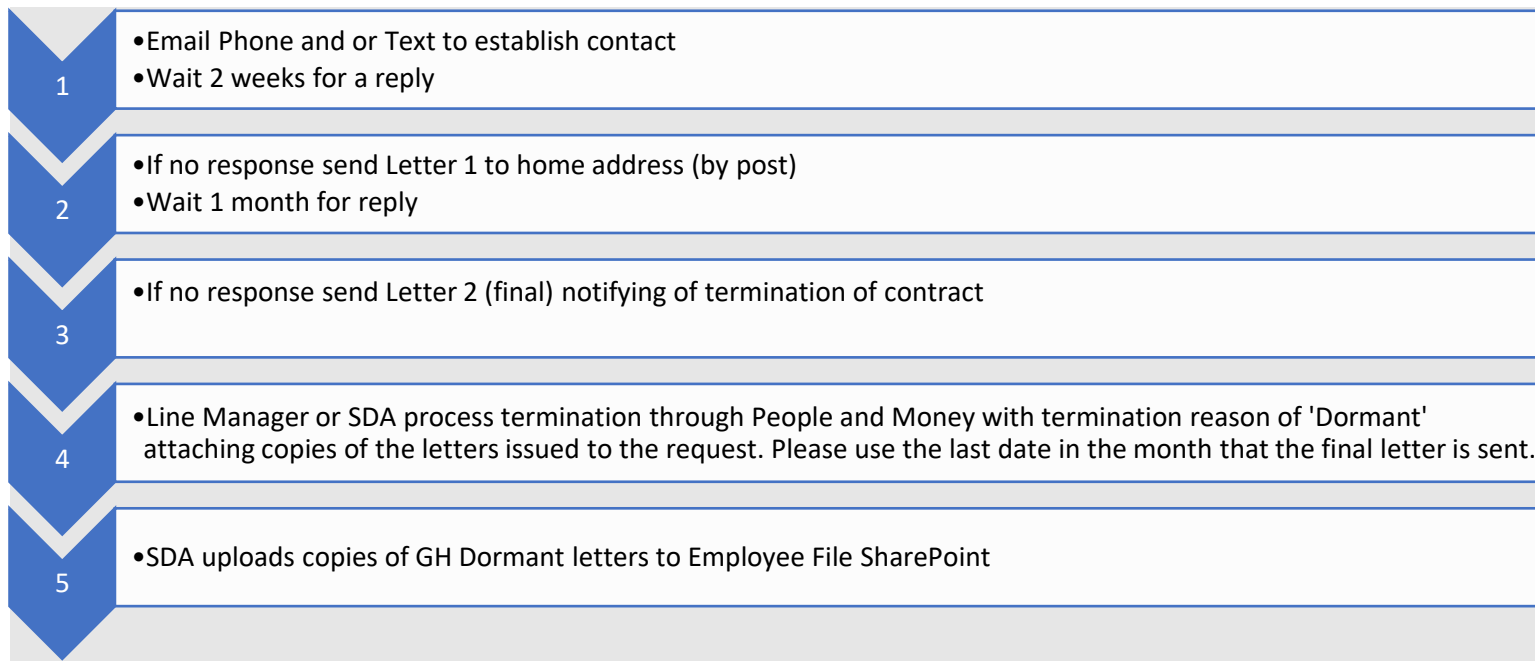 1
•Email Phone and or Text to establish contact
•Wait 2 weeks for a reply
2
•If no response send Letter 1 to home address (by post)
•Wait 1 month for reply
3
•If no response send Letter 2 (final) notifying of termination of contract
4
•Line Manager or SDA process termination through People and Money with termination reason of 'Dormant'
attaching copies of the letters issued to the request. Please use the last date in the month that the final letter is sent.
5
•SDA uploads copies of GH Dormant letters to Employee File SharePoint